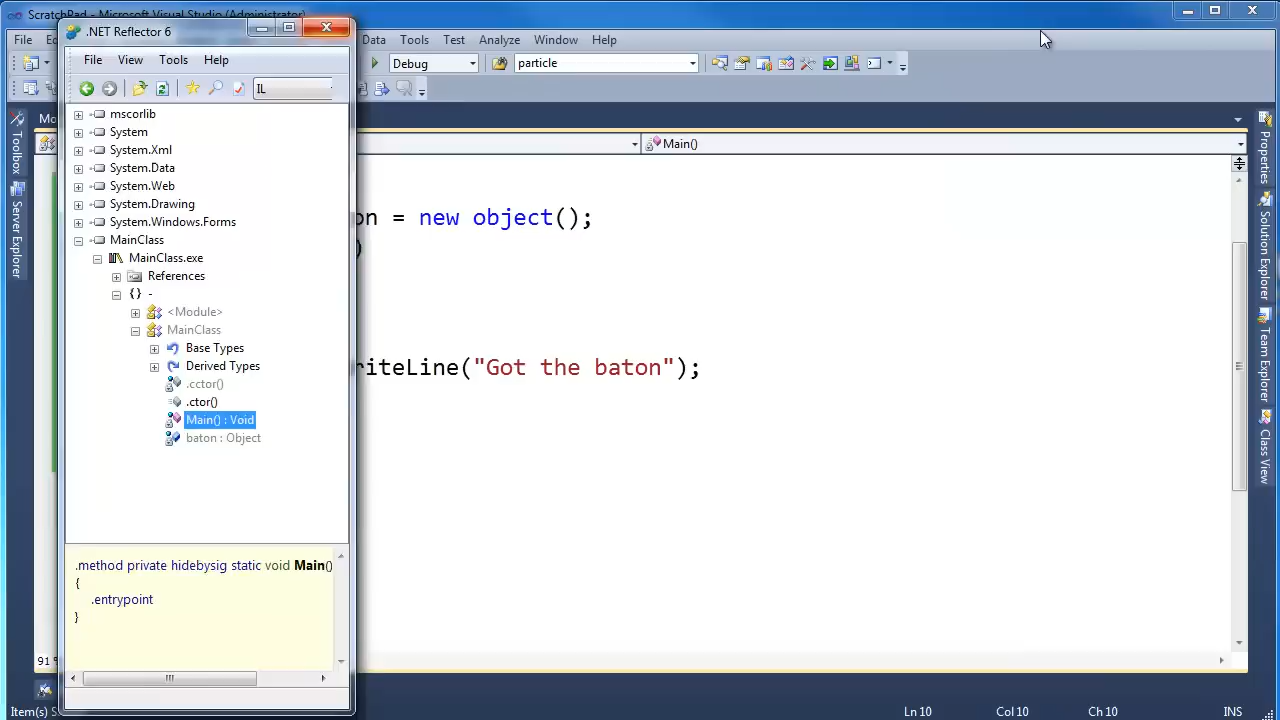 ScratchPad - Microsoft Visual Studio (Administrator)
.NET Reflector 6
File View Tools Help
IL
mscorlib
System
System.Xml
System.Data
System.Web
System.Drawing
System.Windows.Forms
MainClass
MainClass.exe
References
{ } -
<Module>
MainClass
Base Types
Derived Types
.cctor()
.ctor()
Main() : Void
baton : Object
.method private hidebysig static void Main()
{
.entrypoint
}
File
Data Tools Test Analyze Window Help
Debug
particle
Main()
on = new object();
)
riteLine("Got the baton");
Toolbox
Server Explorer
Properties
Solution Explorer
Team Explorer
Class View
91
Item(s)
Ln 10 Col 10 Ch 10 INS